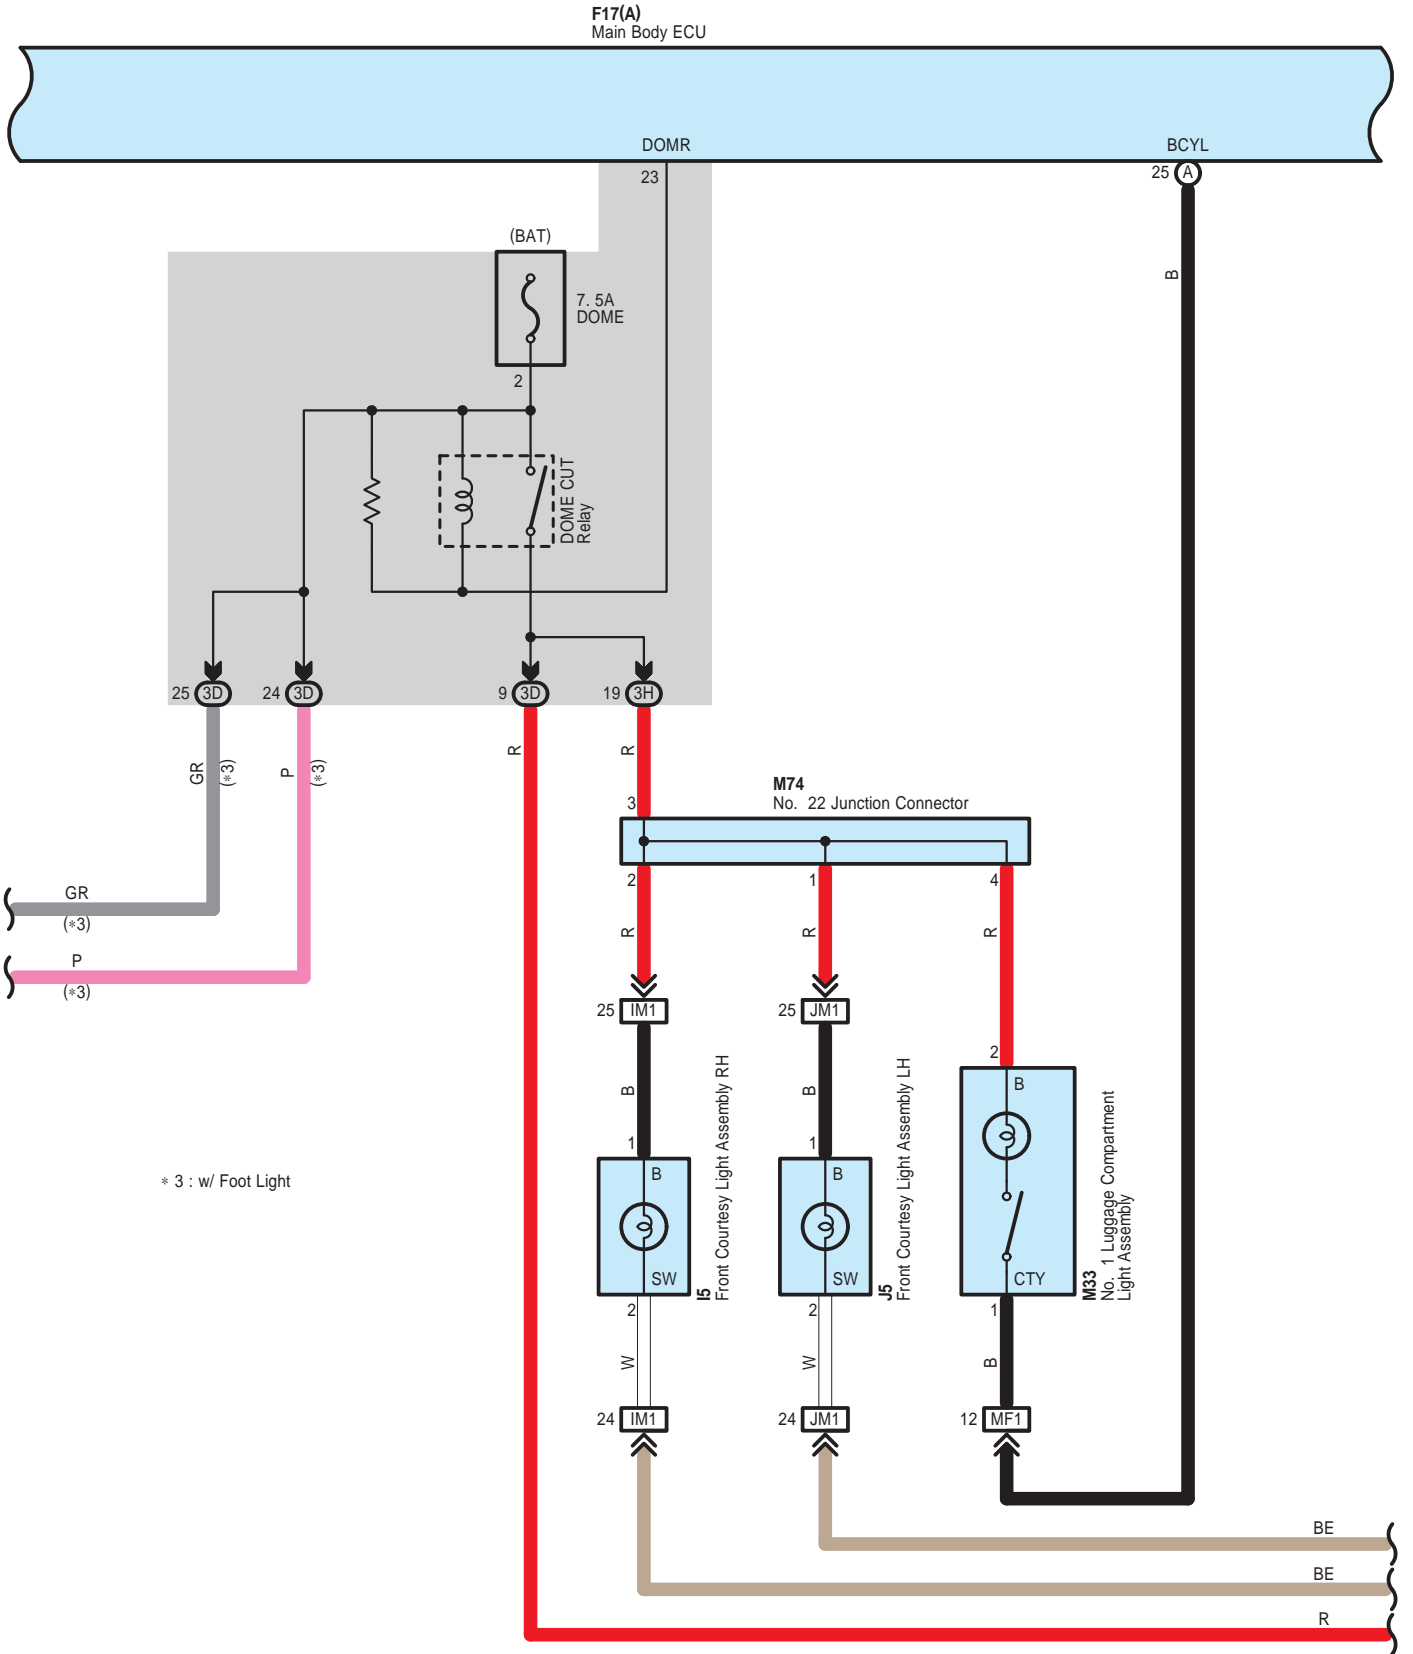 F17(A)
Main Body ECU
DOMR
BCYL
23
25
A
(BAT)
B
7. 5A
DOME
2
DOME CUT
Relay
25
3D
24
3D
9
3D
19
3H
GR
(*3)
P
(*3)
R
R
M74
No. 22 Junction Connector
3
2
1
4
GR
(*3)
P
(*3)
R
R
R
25
IM1
25
JM1
2
B
B
B
1
1
B
B
Front Courtesy Light Assembly RH
I5
Front Courtesy Light Assembly LH
J5
No. 1 Luggage Compartment
Light Assembly
M33
* 3 : w/ Foot Light
SW
SW
CTY
2
2
1
W
W
B
24
IM1
24
JM1
12
MF1
BE
BE
R